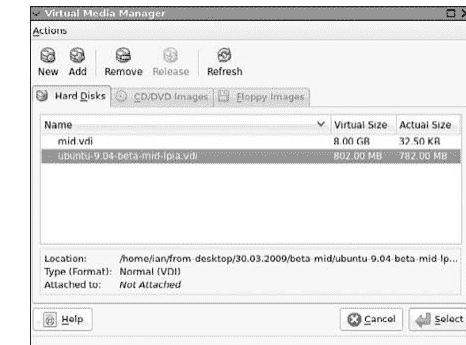 Virtual Media Manager
Actions
New Add Remove Release Refresh
Hard Disks CD/DVD Images Floppy Images
Name Virtual Size Actual Size
mid.vdi 8.00 GB 32.50 KB
ubuntu-9.04-beta-mid-lpia.vdi 802.00 MB 782.00 MB
Location: /home/ian/from-desktop/30.03.2009/beta-mid/ubuntu-9.04-beta-mid-lp...
Type (Format): Normal (VDI)
Attached to: Not Attached
Help Cancel Select